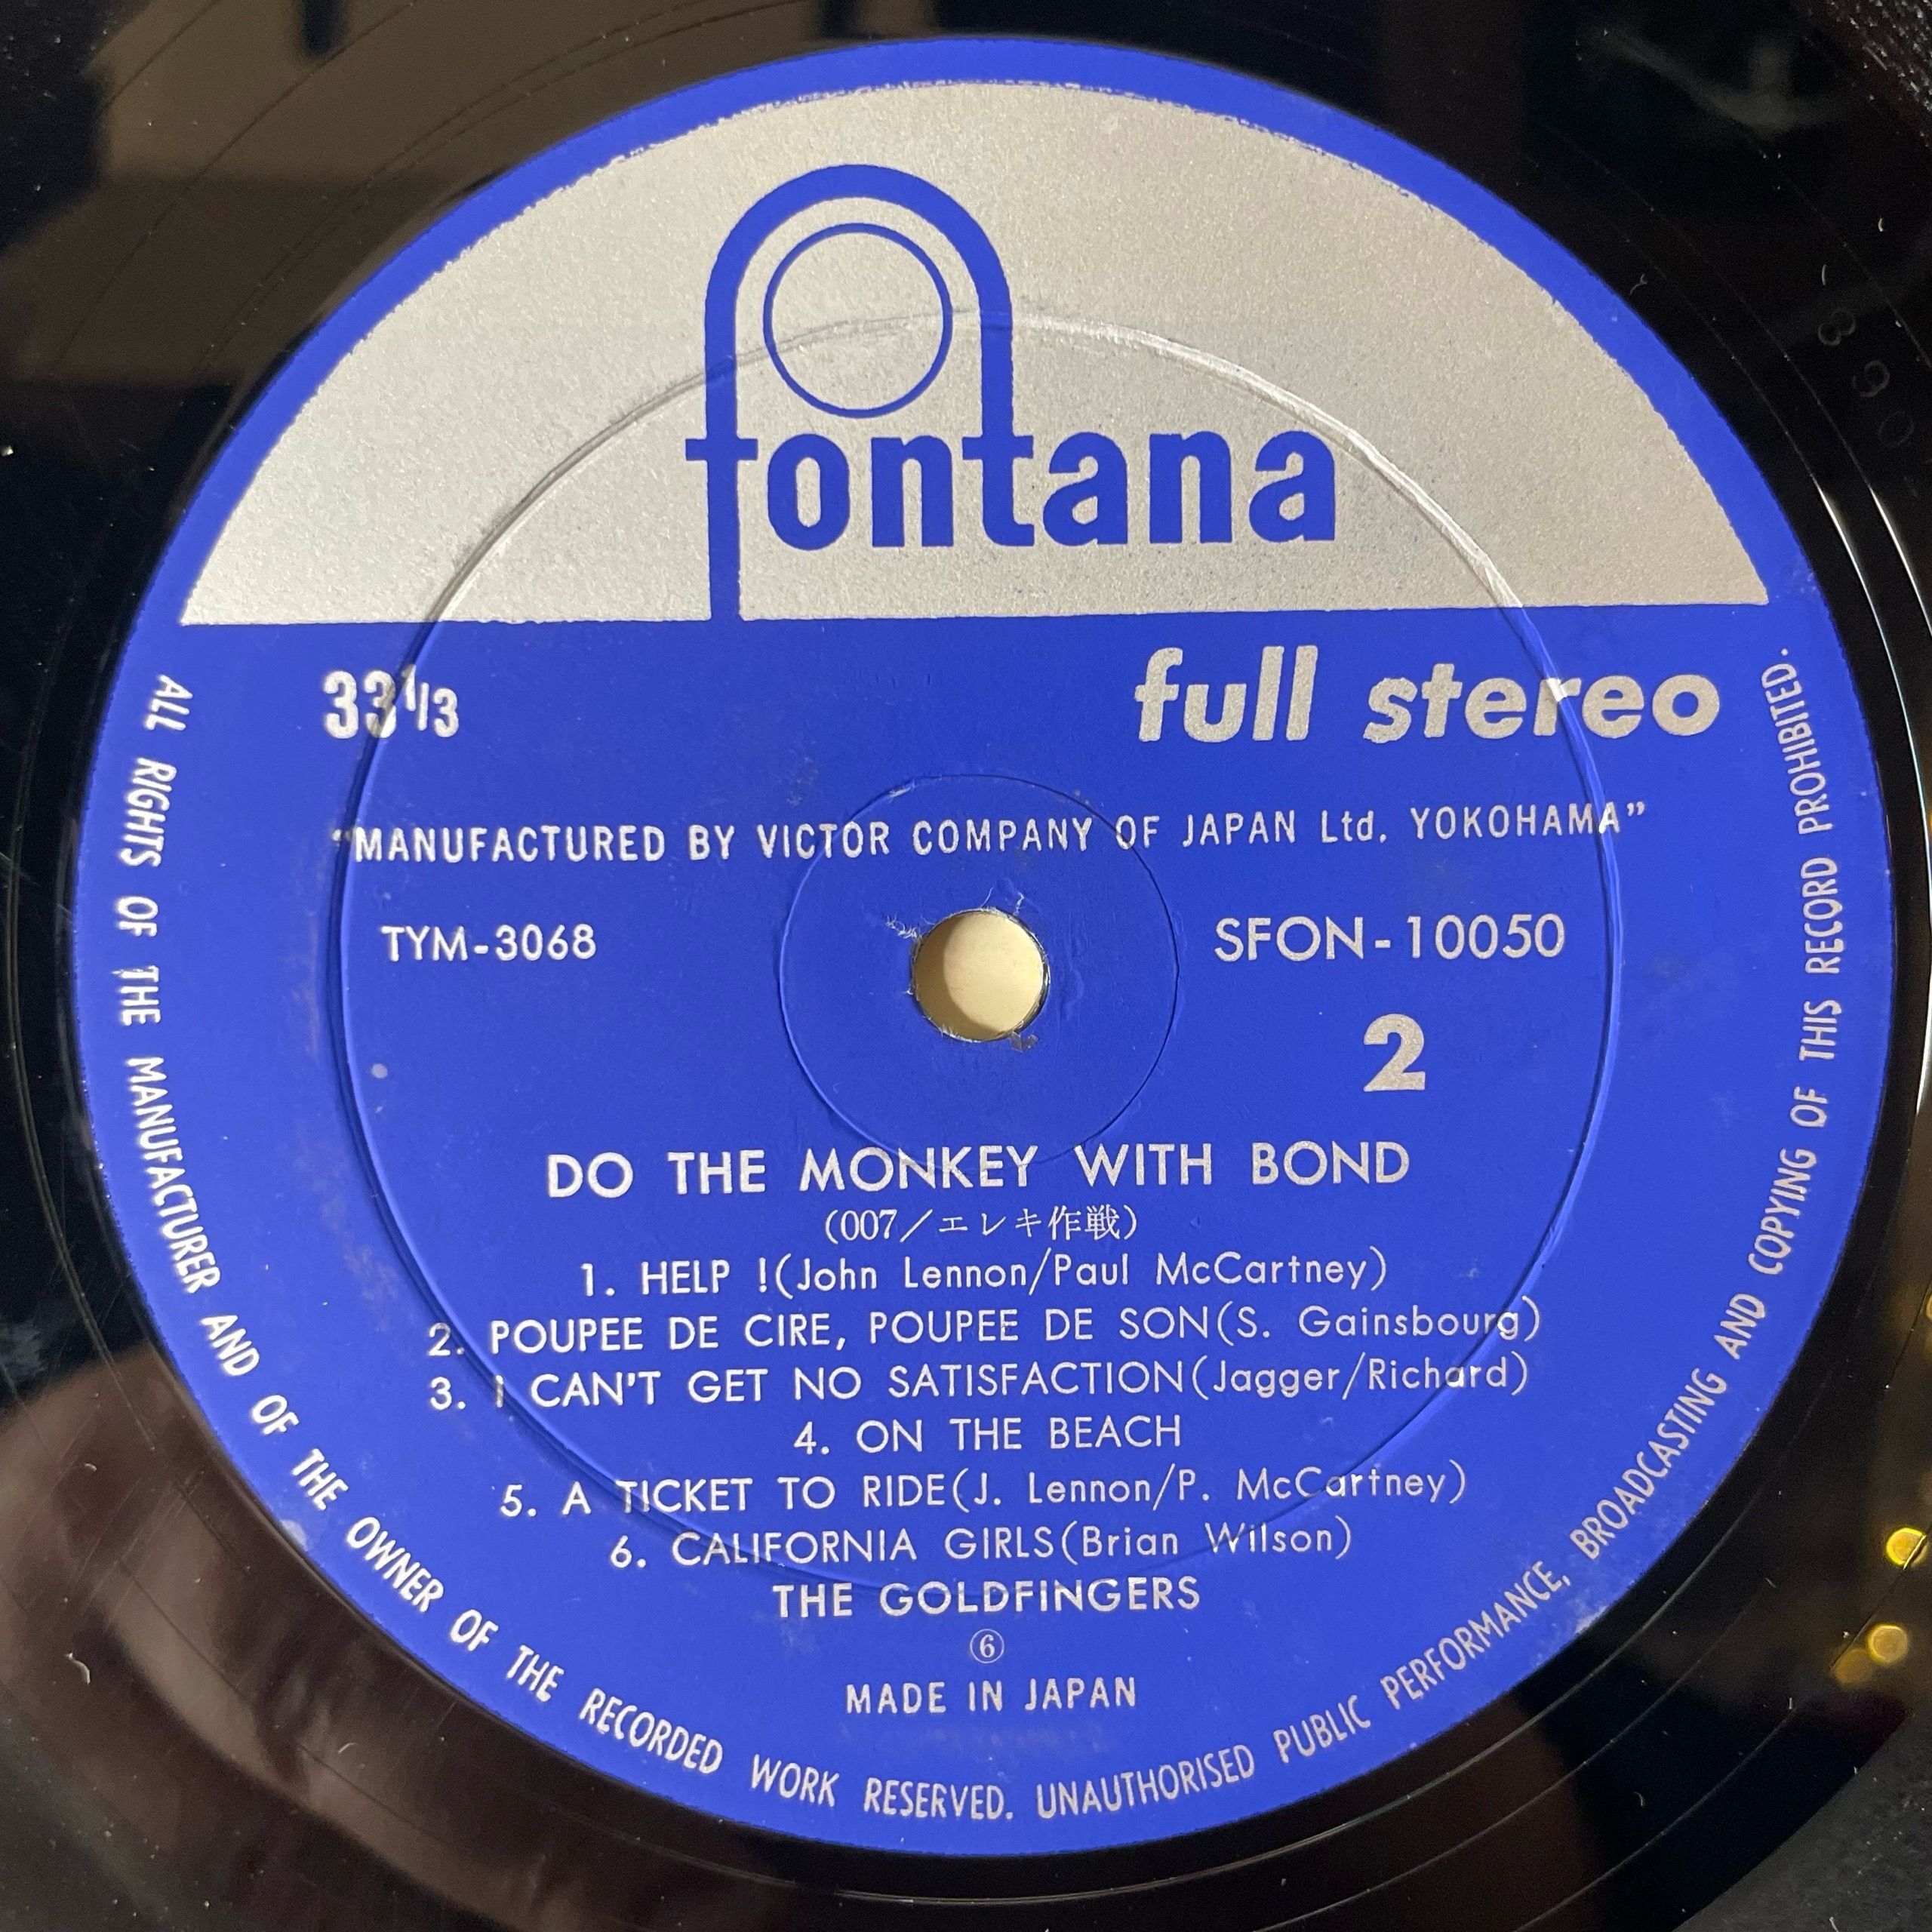 fontana
33 1/3
full stereo
"MANUFACTURED BY VICTOR COMPANY OF JAPAN Ltd. YOKOHAMA"
TYM-3068
SFON-10050
2
DO THE MONKEY WITH BOND
(007/エレキ作戦)
1. HELP !(John Lennon/Paul McCartney)
2. POUPEE DE CIRE, POUPEE DE SON(S. Gainsbourg)
3. I CAN'T GET NO SATISFACTION(Jagger/Richard)
4. ON THE BEACH
5. A TICKET TO RIDE(J. Lennon/P. McCartney)
6. CALIFORNIA GIRLS(Brian Wilson)
THE GOLDFINGERS
⑥
MADE IN JAPAN
ALL RIGHTS OF THE MANUFACTURER AND OF THE OWNER OF THE RECORDED WORK RESERVED. UNAUTHORISED PUBLIC PERFORMANCE, BROADCASTING AND COPYING OF THIS RECORD PROHIBITED.